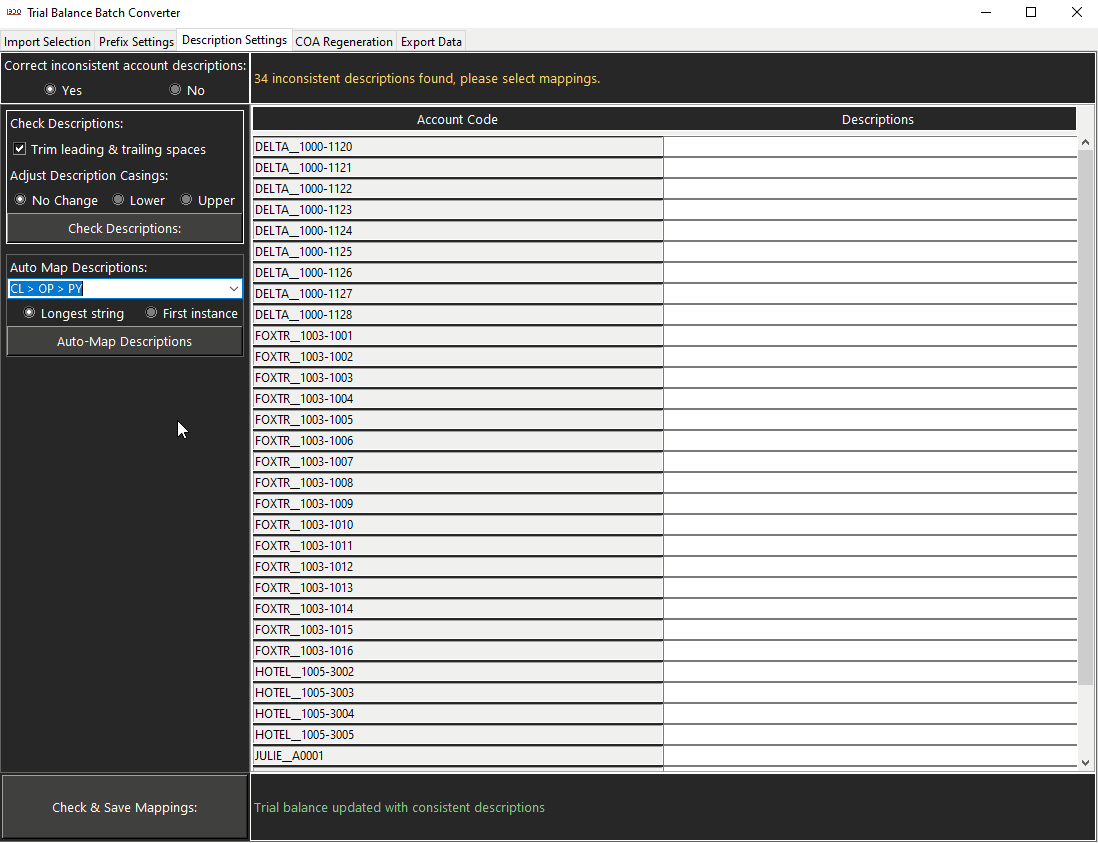 Trial Balance Batch Converter
Import Selection Prefix Settings Description Settings COA Regeneration Export Data
Correct inconsistent account descriptions:
Yes No
34 inconsistent descriptions found, please select mappings.
Check Descriptions:
Trim leading & trailing spaces
Adjust Description Casings:
No Change Lower Upper
Check Descriptions:
Auto Map Descriptions:
CL > OP > PY
Longest string First instance
Auto-Map Descriptions
Account Code Descriptions
DELTA__1000-1120
DELTA__1000-1121
DELTA__1000-1122
DELTA__1000-1123
DELTA__1000-1124
DELTA__1000-1125
DELTA__1000-1126
DELTA__1000-1127
DELTA__1000-1128
FOXTR__1003-1001
FOXTR__1003-1002
FOXTR__1003-1003
FOXTR__1003-1004
FOXTR__1003-1005
FOXTR__1003-1006
FOXTR__1003-1007
FOXTR__1003-1008
FOXTR__1003-1009
FOXTR__1003-1010
FOXTR__1003-1011
FOXTR__1003-1012
FOXTR__1003-1013
FOXTR__1003-1014
FOXTR__1003-1015
FOXTR__1003-1016
HOTEL__1005-3002
HOTEL__1005-3003
HOTEL__1005-3004
HOTEL__1005-3005
JULIE__A0001
Check & Save Mappings:
Trial balance updated with consistent descriptions